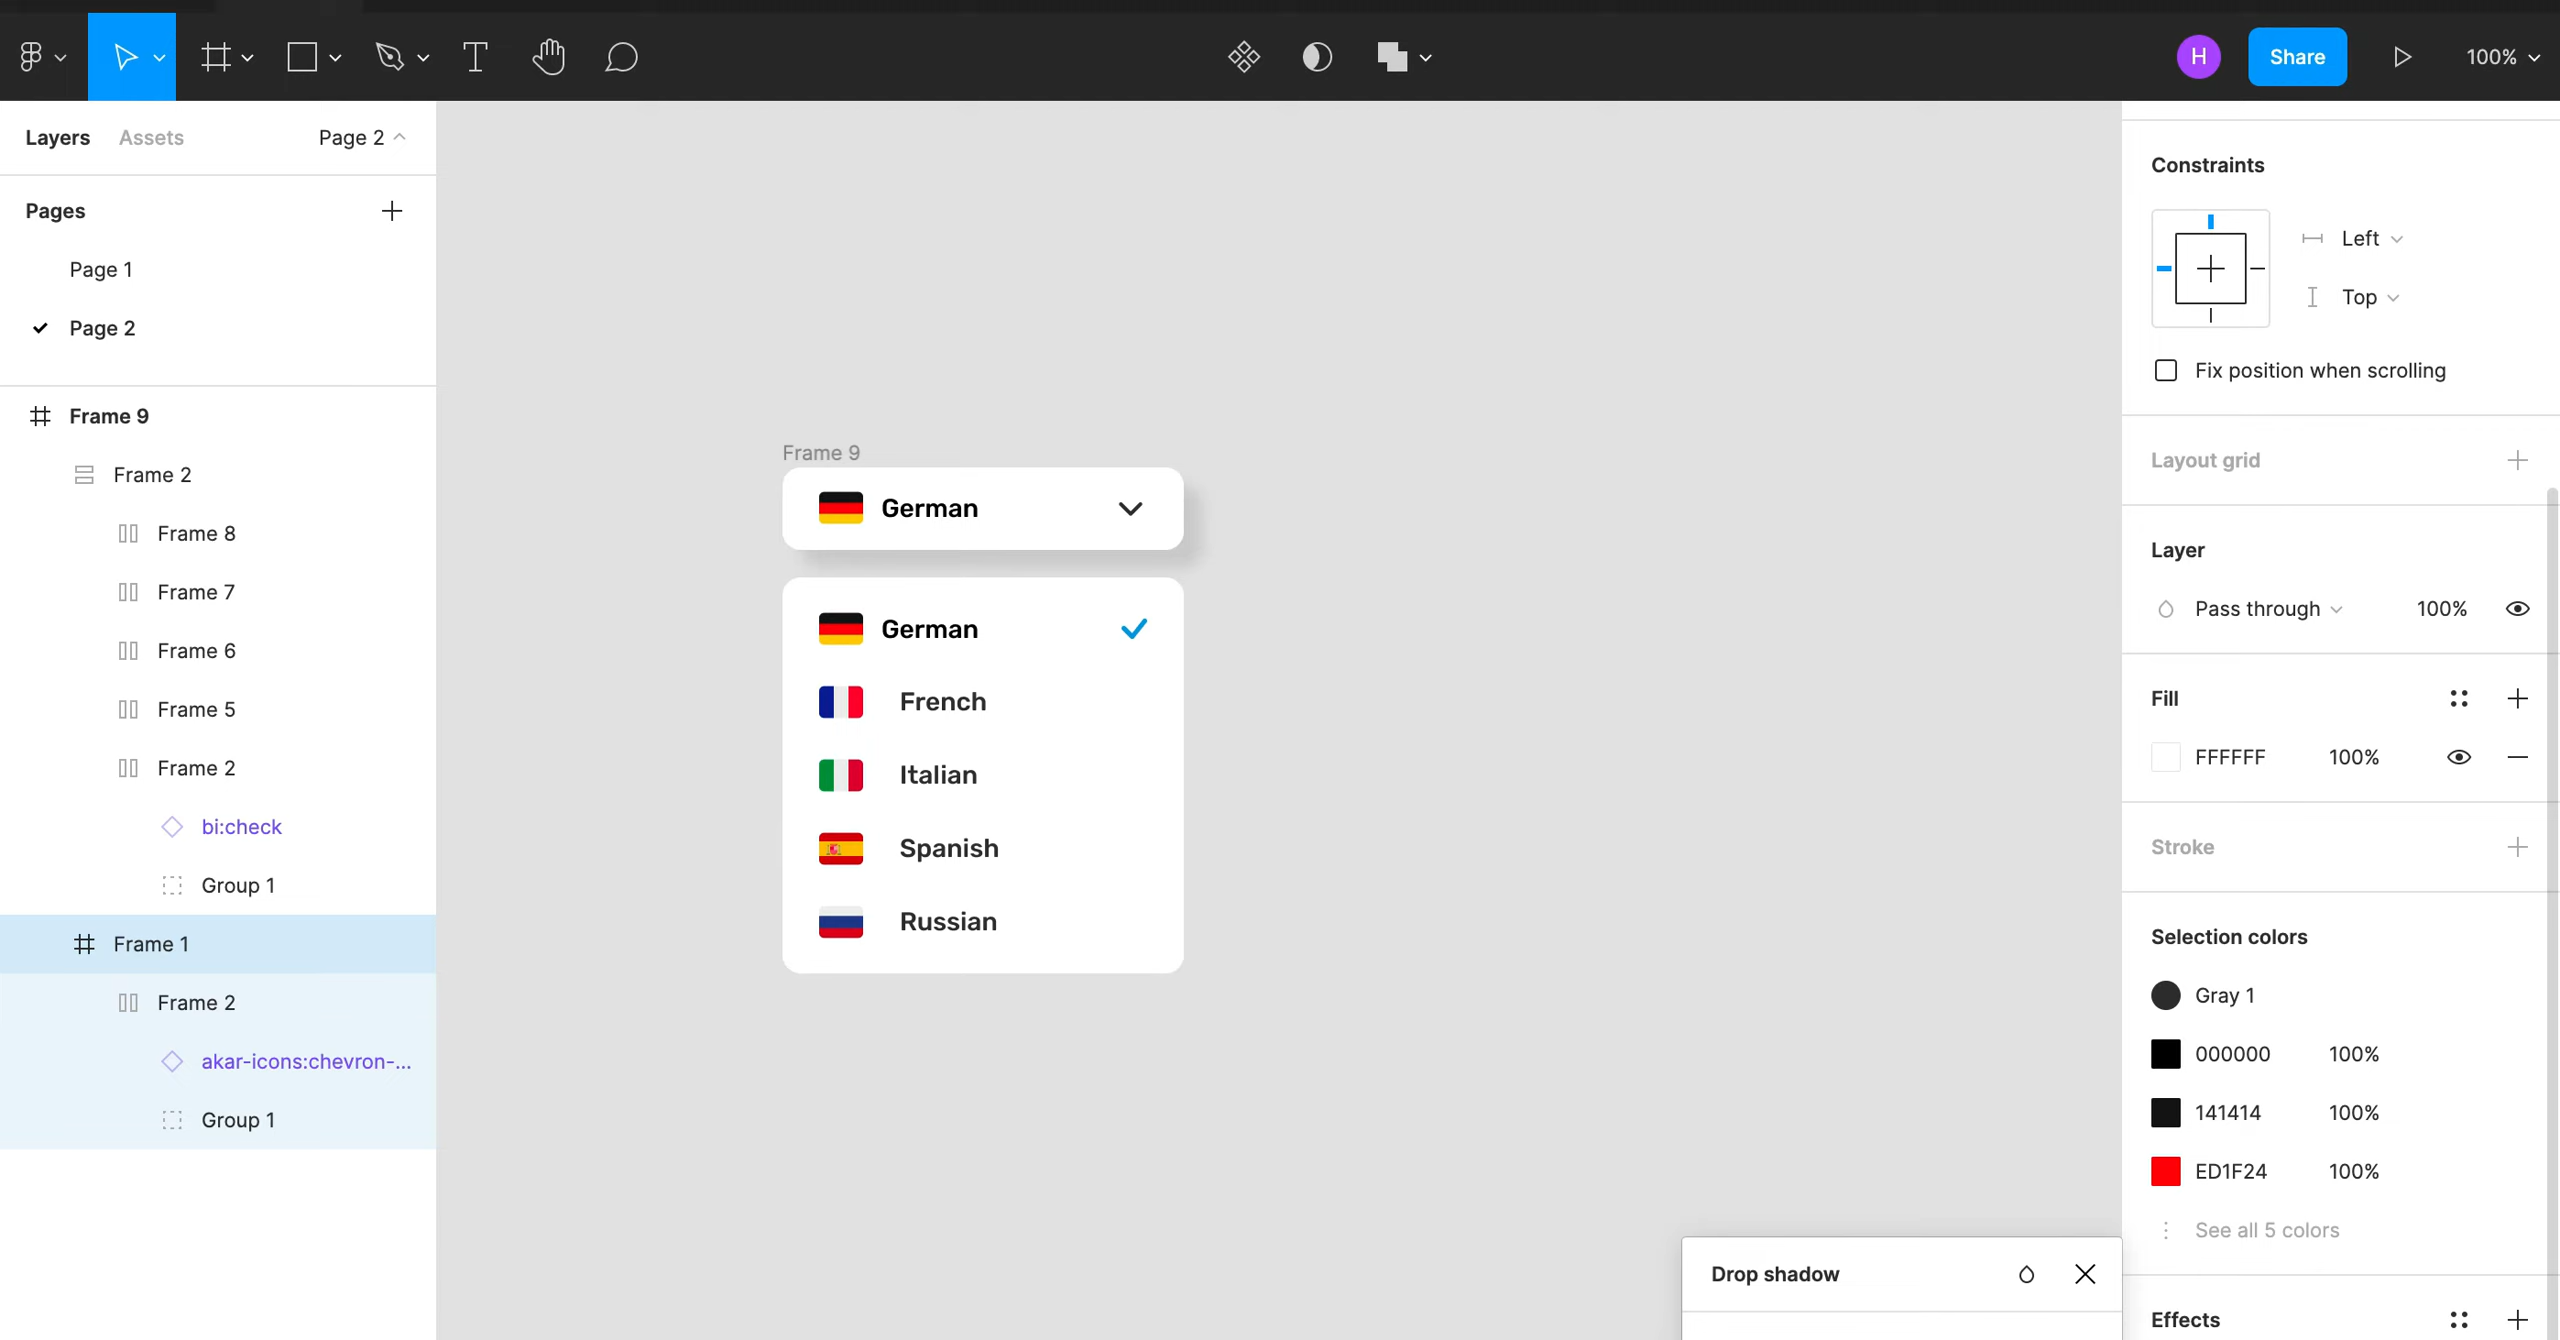 H
Share
100%
Layers
Assets
Page 2
Pages
Page 1
Page 2
Frame 9
Frame 2
Frame 8
Frame 7
Frame 6
Frame 5
Frame 2
bi:check
Group 1
Frame 1
Frame 2
akar-icons:chevron-...
Group 1
Frame 9
German
German
French
Italian
Spanish
Russian
Drop shadow
Constraints
Left
Top
Fix position when scrolling
Layout grid
Layer
Pass through 100%
Fill
FFFFFF 100%
Stroke
Selection colors
Gray 1
000000 100%
141414 100%
ED1F24 100%
See all 5 colors
Effects